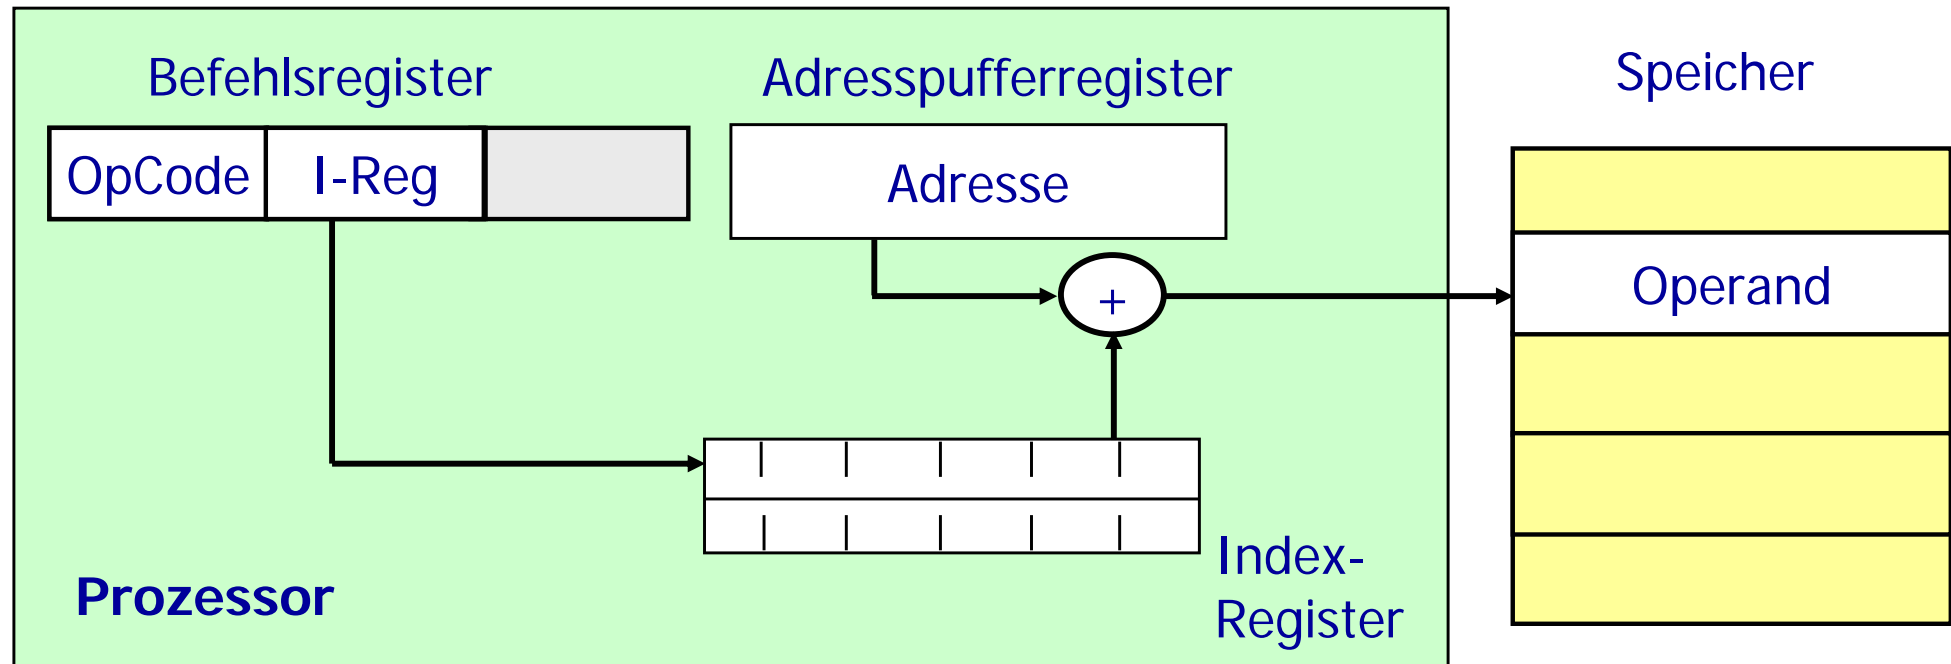 Befehlsregister
Adresspufferregister
Speicher
OpCode
I-Reg
Adresse
Operand
+
Index-
Register
Prozessor